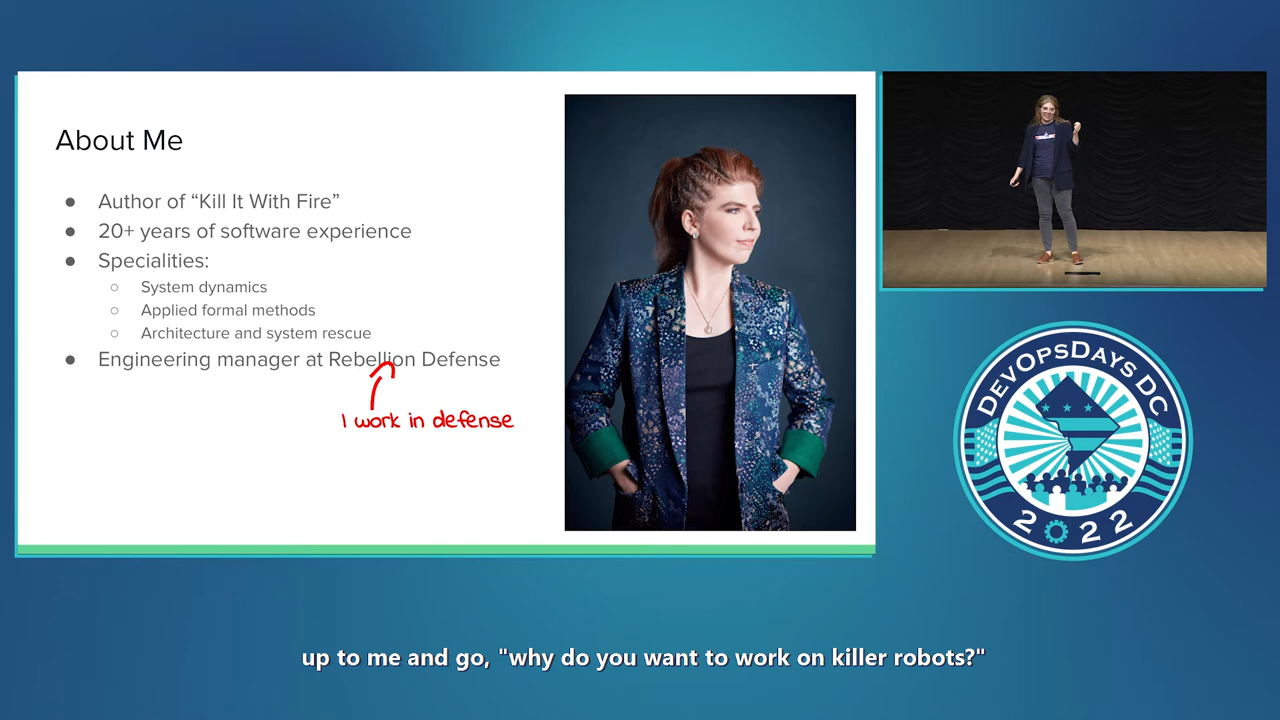 About Me
● Author of “Kill It With Fire”
● 20+ years of software experience
● Specialities:
○ System dynamics
○ Applied formal methods
○ Architecture and system rescue
● Engineering manager at Rebellion Defense
I work in defense
DEVOPSDAYS DC
2022
up to me and go, "why do you want to work on killer robots?"